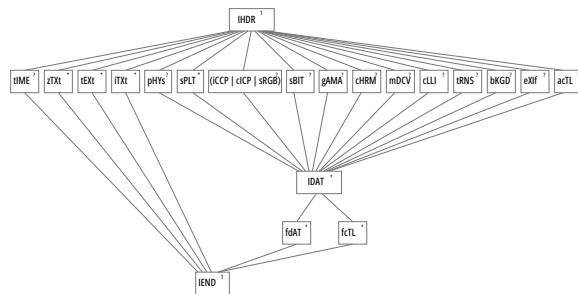 IHDR 1
tIME ? zTXt * tEXt * iTXt * pHYs ? sPLT * (iCCP | cICP | sRGB) ? sBIT ? gAMA ? cHRM ? mDCV ? cLLI ? tRNS ? bKGD ? eXIf ? acTL ?
IDAT +
fdAT * fcTL *
IEND 1